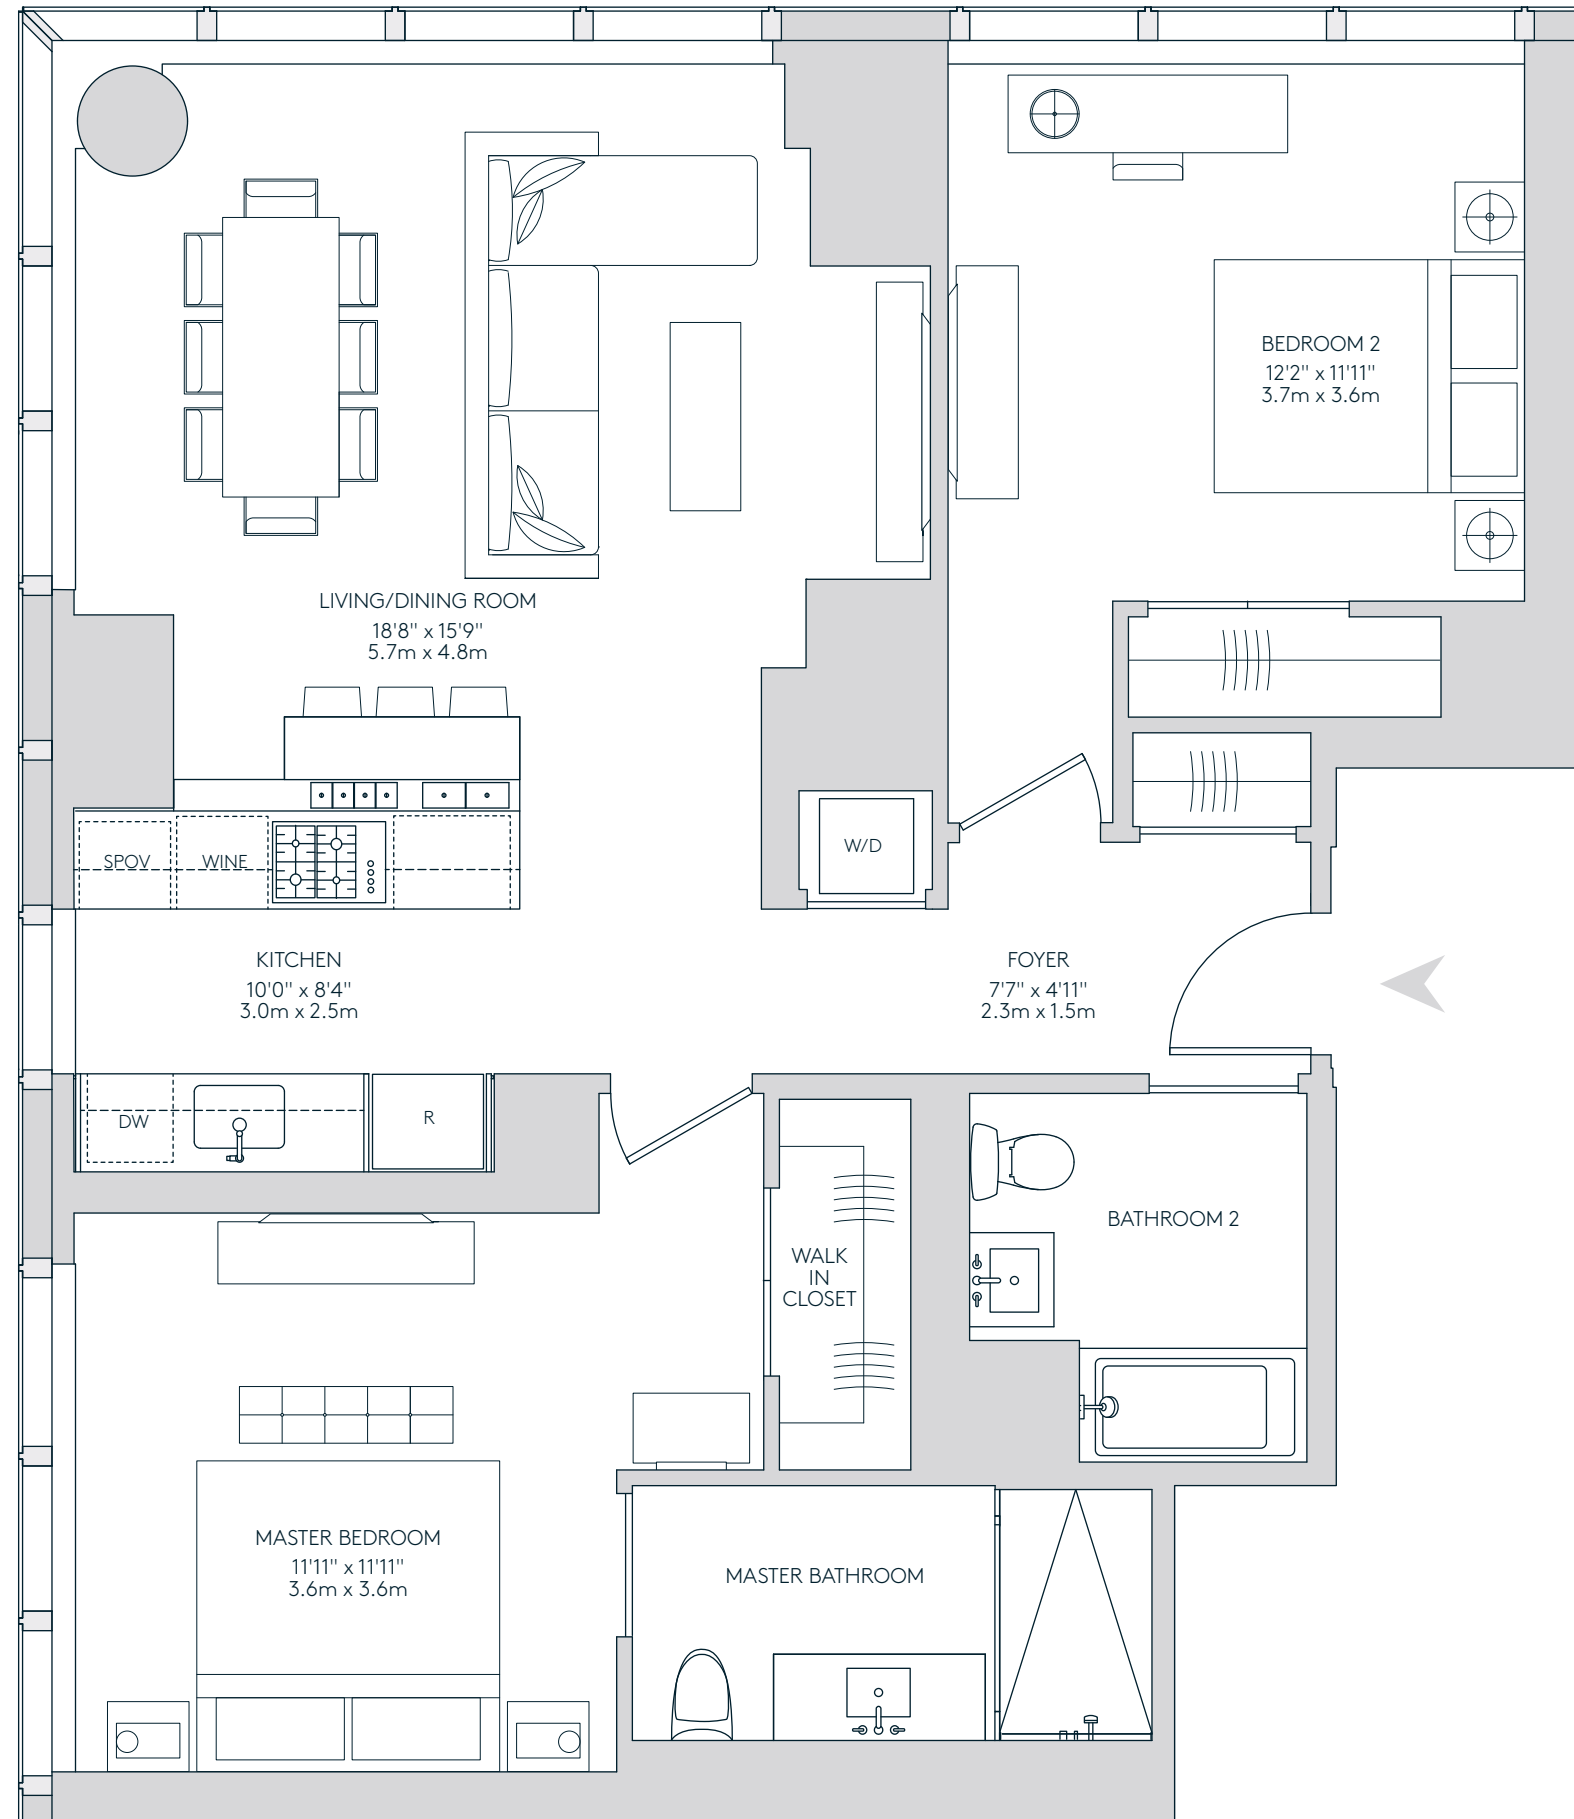 BEDROOM 2
12'2" x 11'11"
3.7m x 3.6m
LIVING/DINING ROOM
18'8" x 15'9"
5.7m x 4.8m
W/D
SPOV
WINE
KITCHEN
10'0" x 8'4"
3.0m x 2.5m
FOYER
7'7" x 4'11"
2.3m x 1.5m
DW
R
BATHROOM 2
WALK
IN
CLOSET
MASTER BEDROOM
11'11" x 11'11"
3.6m x 3.6m
MASTER BATHROOM